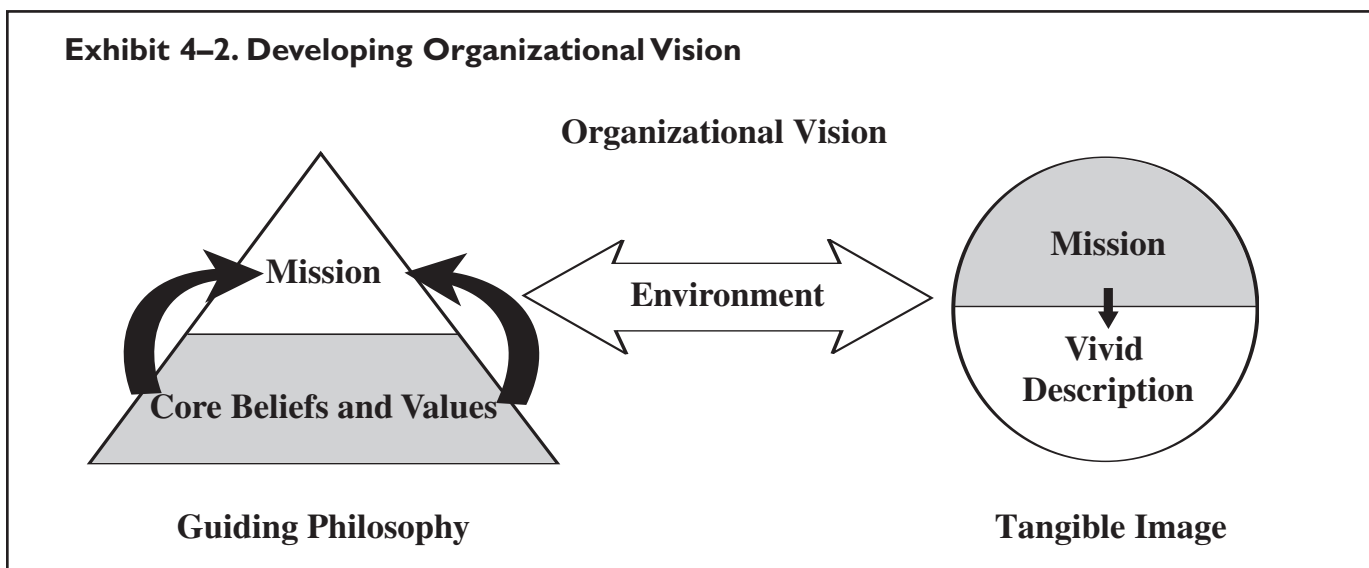 Exhibit 4–2. Developing Organizational Vision
Organizational Vision
Mission
Core Beliefs and Values
Guiding Philosophy
Environment
Mission
Vivid
Description
Tangible Image